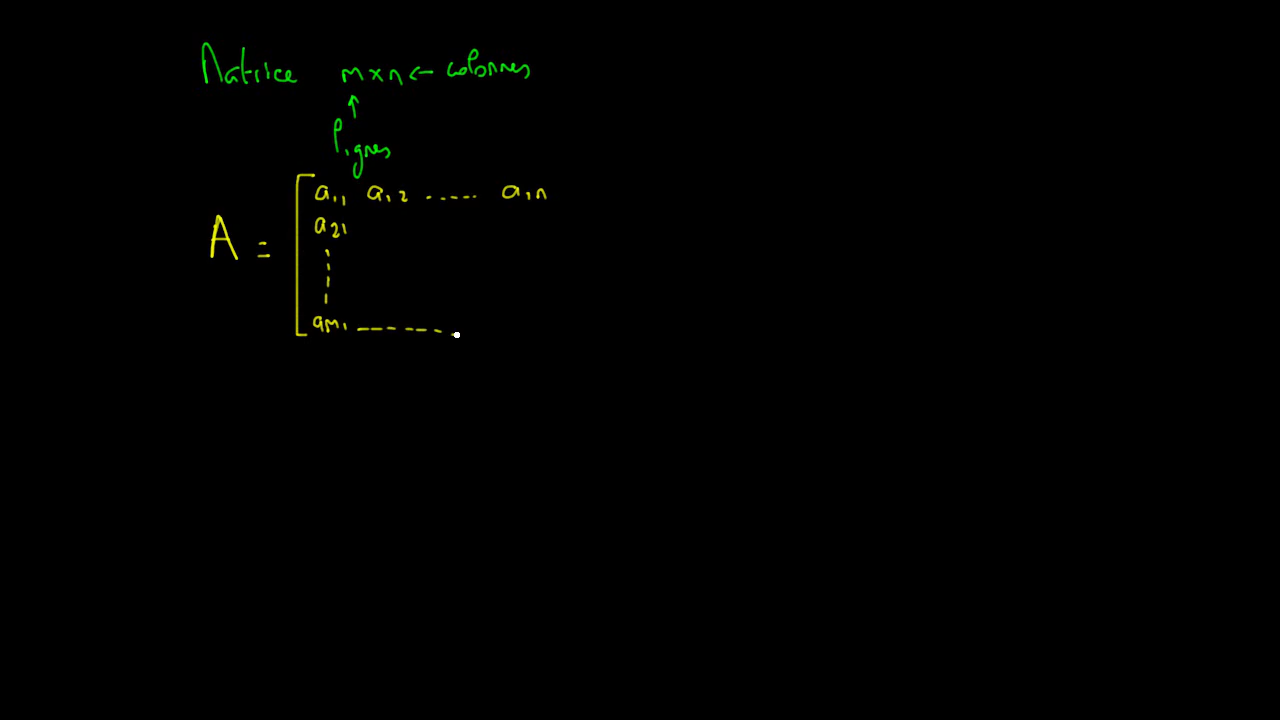 Matrice m×n ← colonnes
↑
lignes
A = [ a11 a12 ..... a1n
a21
am1 -------